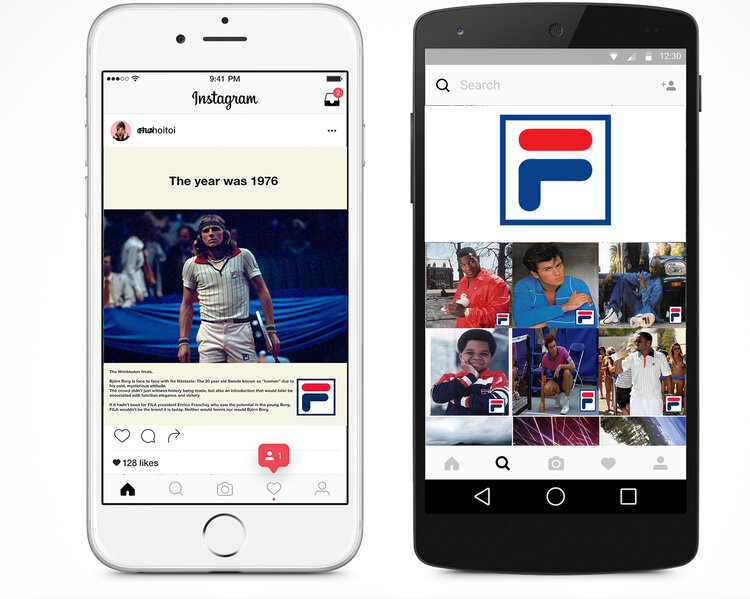 9:41 PM
Instagram
2
mahoitoi
The year was 1976
The Wimbledon finals.
Björn Borg is face to face with Ilie Nästaste. The 20 year old Swede known as "iceman" due to
his cold, mysterious attitude.
The crowd didn't just witness history being made, but also an introduction that would later be
associated with function elegance and victory.
If it hadn't been for FILA president Enrico Franchey who saw the potential in the young Borg,
FILA wouldn't be the brand it is today. Neither would tennis nor would Björn Borg
128 likes
1
12:30
Search